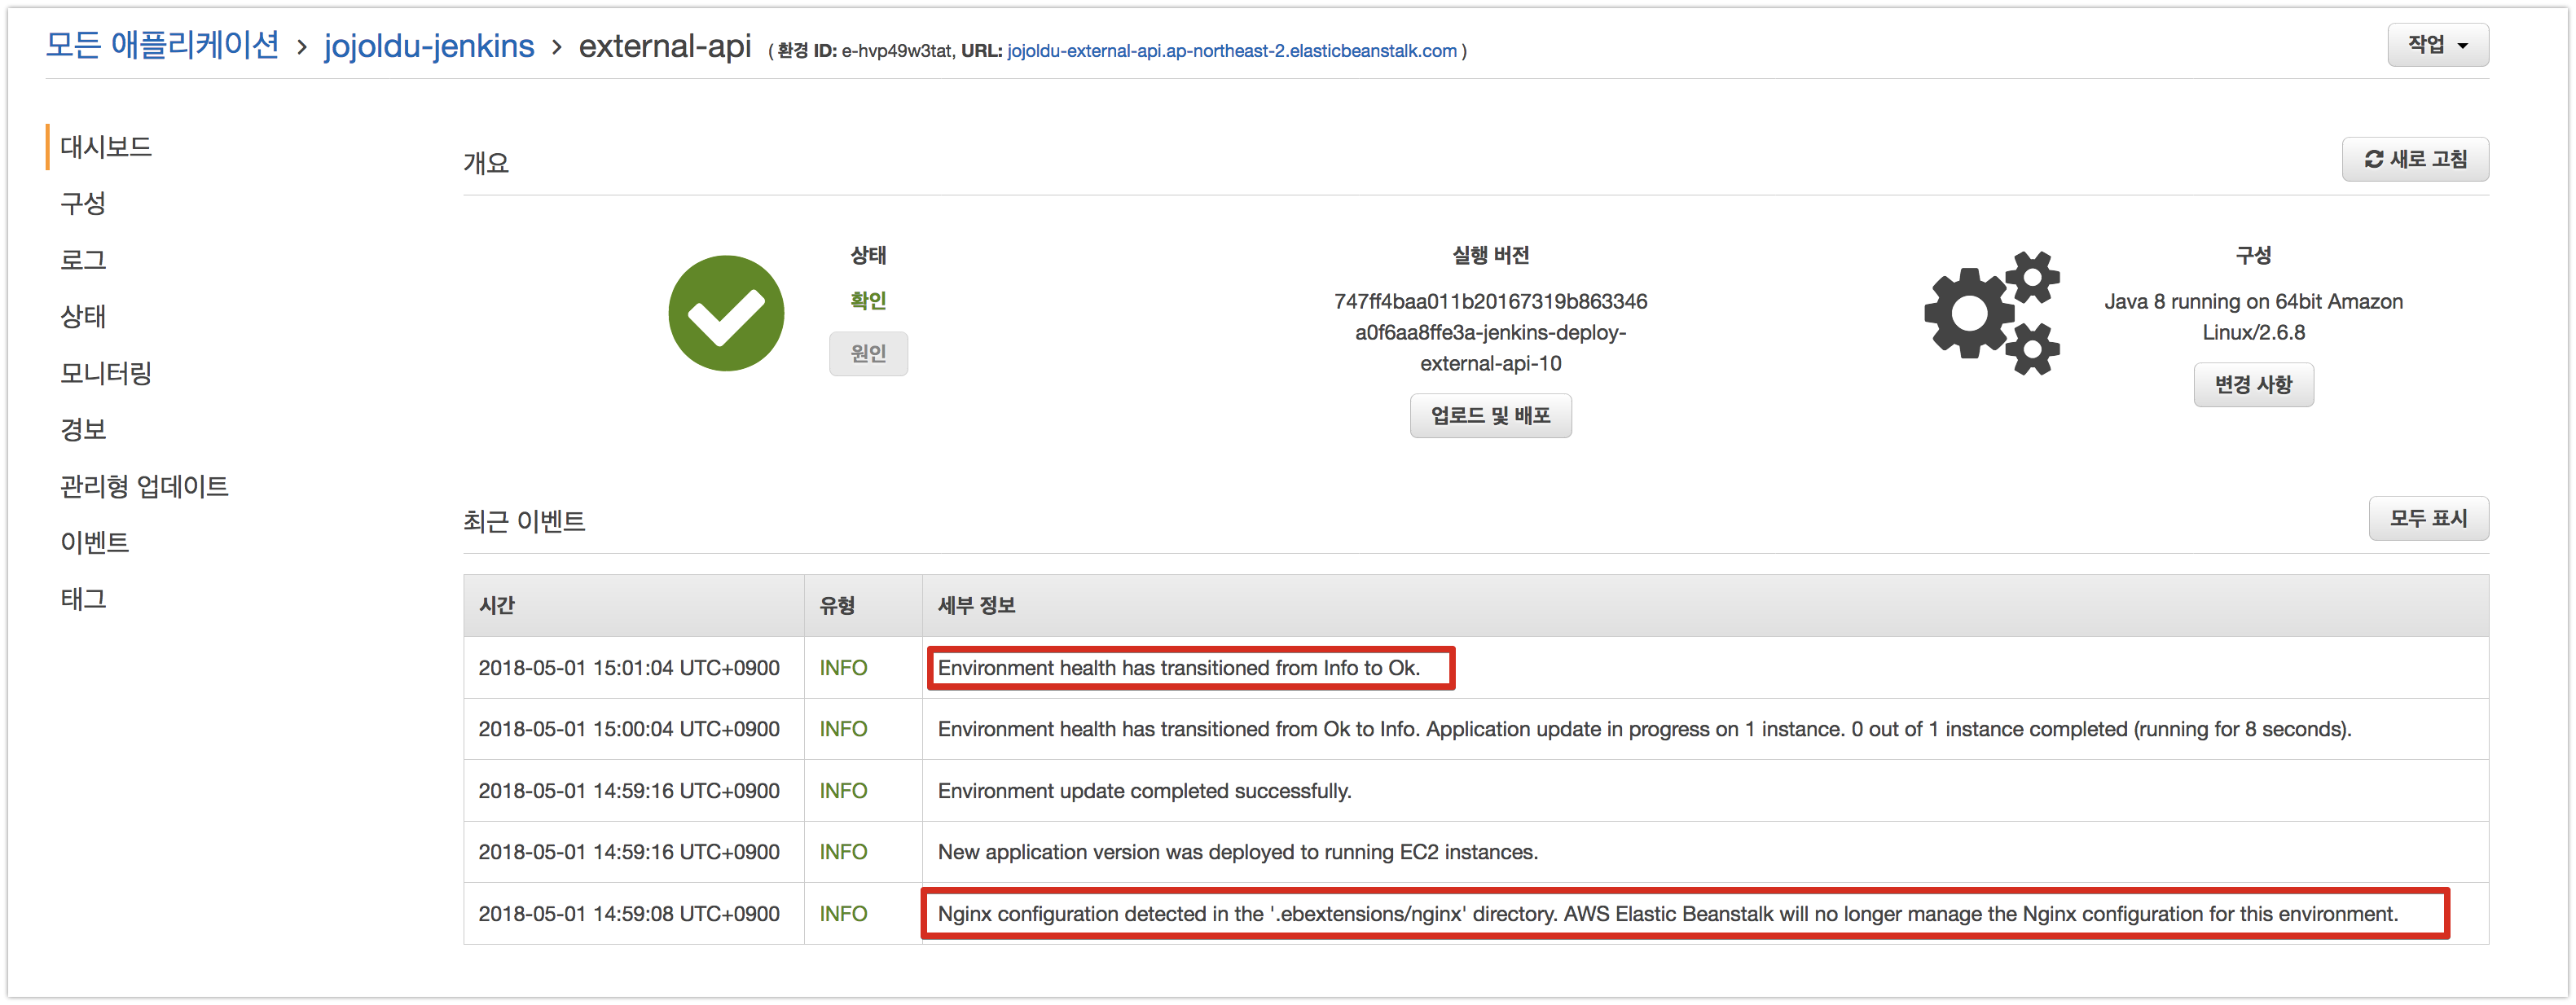 모든 애플리케이션 › jojoldu-jenkins › external-api ( 환경 ID: e-hvp49w3tat, URL: jojoldu-external-api.ap-northeast-2.elasticbeanstalk.com )
작업
대시보드
구성
로그
상태
모니터링
경보
관리형 업데이트
이벤트
태그
개요
새로 고침
상태
확인
원인
실행 버전
747ff4baa011b20167319b863346
a0f6aa8ffe3a-jenkins-deploy-
external-api-10
업로드 및 배포
구성
Java 8 running on 64bit Amazon
Linux/2.6.8
변경 사항
최근 이벤트
모두 표시
시간 유형 세부 정보
2018-05-01 15:01:04 UTC+0900 INFO Environment health has transitioned from Info to Ok.
2018-05-01 15:00:04 UTC+0900 INFO Environment health has transitioned from Ok to Info. Application update in progress on 1 instance. 0 out of 1 instance completed (running for 8 seconds).
2018-05-01 14:59:16 UTC+0900 INFO Environment update completed successfully.
2018-05-01 14:59:16 UTC+0900 INFO New application version was deployed to running EC2 instances.
2018-05-01 14:59:08 UTC+0900 INFO Nginx configuration detected in the '.ebextensions/nginx' directory. AWS Elastic Beanstalk will no longer manage the Nginx configuration for this environment.